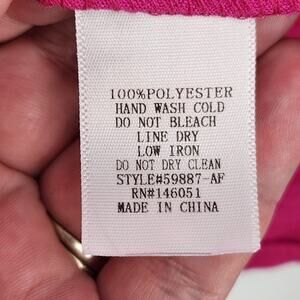 100%POLYESTER
HAND WASH COLD
DO NOT BLEACH
LINE DRY
LOW IRON
DO NOT DRY CLEAN
STYLE#59887-AF
RN#146051
MADE IN CHINA